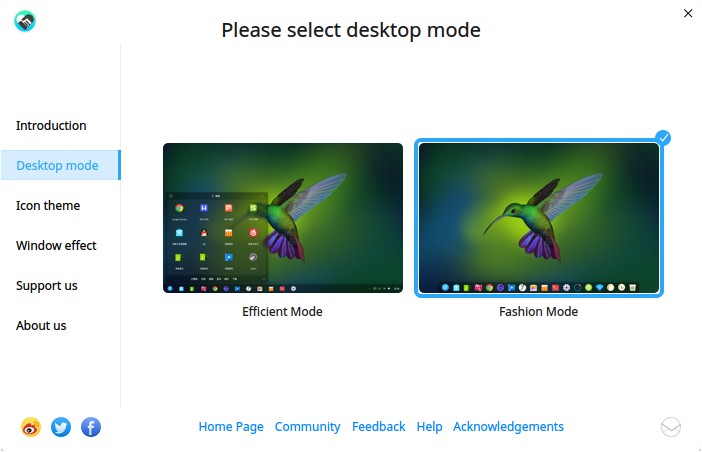 Please select desktop mode
Introduction
Desktop mode
Icon theme
Window effect
Support us
About us
Efficient Mode
Fashion Mode
Home Page
Community
Feedback
Help
Acknowledgements